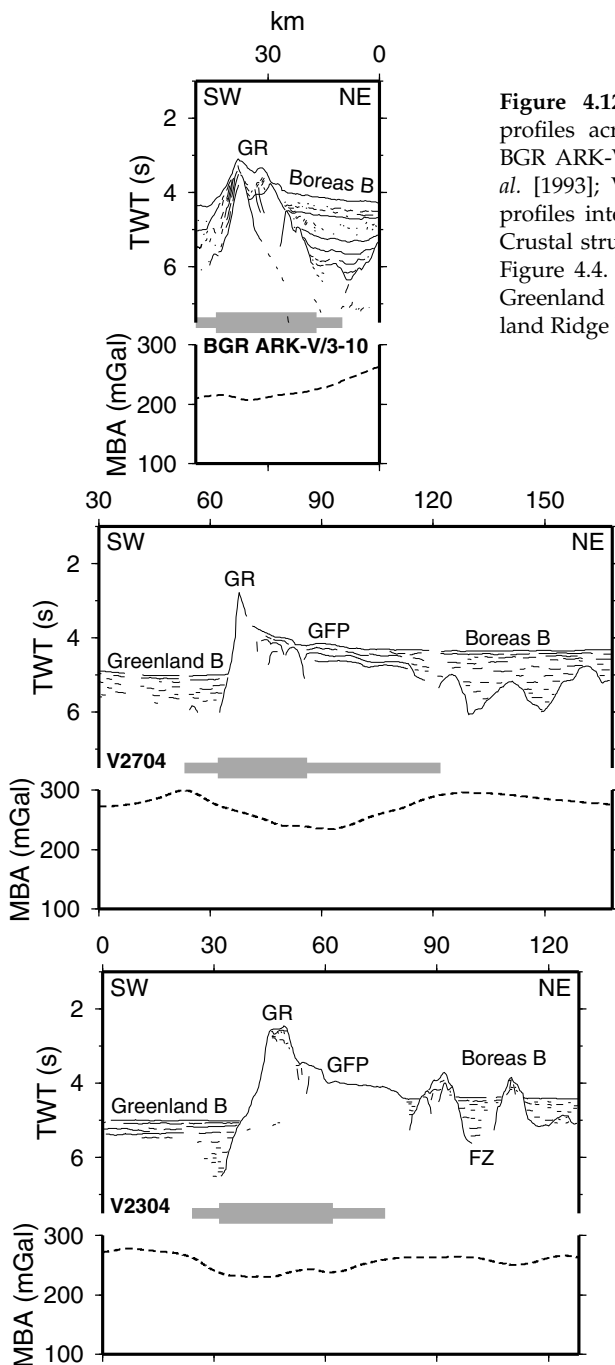 km
30 0
SW NE
GR
Boreas B
2
4
6
TWT (s)
BGR ARK-V/3-10
300
200
100
MBA (mGal)
Figure 4.12
profiles acr
BGR ARK-V
al. [1993]; V
profiles inte
Crustal stru
Figure 4.4.
Greenland
land Ridge
30 60 90 120 150
SW NE
GR
GFP
Greenland B
Boreas B
2
4
6
TWT (s)
V2704
300
200
100
MBA (mGal)
0 30 60 90 120
SW NE
GR
GFP
Greenland B
Boreas B
FZ
2
4
6
TWT (s)
V2304
300
200
100
MBA (mGal)